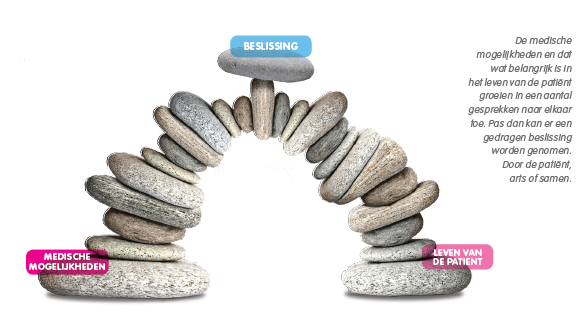 BESLISSING
De medische
mogelijkheden en dat
wat belangrijk is in
het leven van de patiënt
groeien in een aantal
gesprekken naar elkaar
toe. Pas dan kan er een
gedragen beslissing
worden genomen.
Door de patiënt,
arts of samen.
MEDISCHE
MOGELIJKHEDEN
LEVEN VAN
DE PATIENT